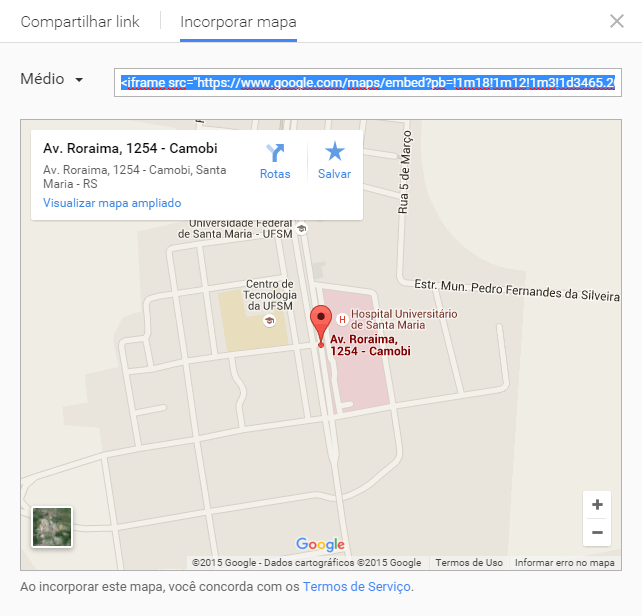 Compartilhar link
Incorporar mapa
Médio
<iframe src="https://www.google.com/maps/embed?pb=!1m18!1m12!1m3!1d3465.2
Av. Roraima, 1254 - Camobi
Av. Roraima, 1254 - Camobi, Santa
Maria - RS
Visualizar mapa ampliado
Rotas
Salvar
Rua 5 de Março
Universidade Federal
de Santa Maria - UFSM
Centro de
Tecnologia
da UFSM
Estr. Mun. Pedro Fernandes da Silveira
H
Hospital Universitário
de Santa Maria
Av. Roraima,
1254 - Camobi
Google
©2015 Google - Dados cartográficos ©2015 Google
Termos de Uso
Informar erro no mapa
Ao incorporar este mapa, você concorda com os Termos de Serviço.